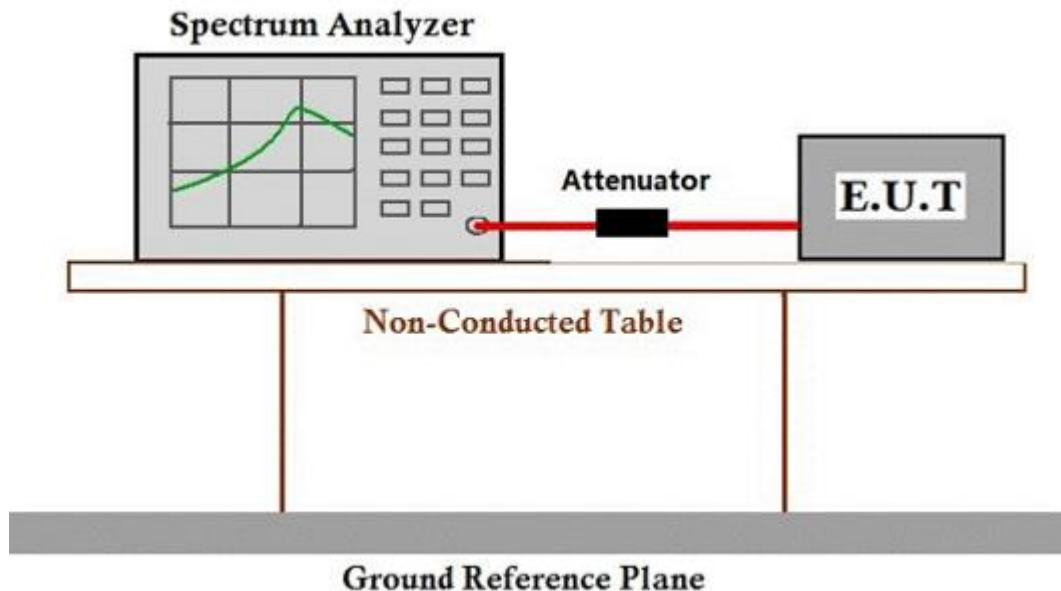 Spectrum Analyzer
Attenuator
E.U.T
Non-Conducted Table
Ground Reference Plane